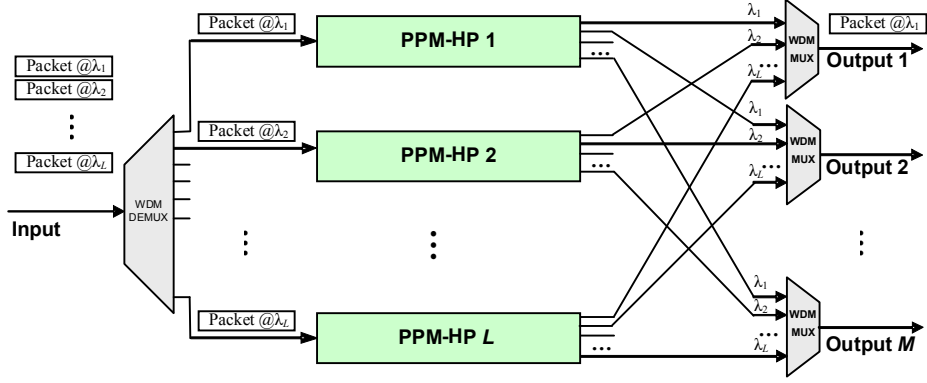 Packet @λ1
Packet @λ2
⋮
Packet @λL
Input
WDM
DEMUX
Packet @λ1
Packet @λ2
⋮
Packet @λL
PPM-HP 1
...
PPM-HP 2
...
⋮
PPM-HP L
...
λ1
λ2
...
λL
WDM
MUX
Packet @λ1
Output 1
λ1
λ2
...
λL
WDM
MUX
Output 2
⋮
λ1
λ2
...
λL
WDM
MUX
Output M